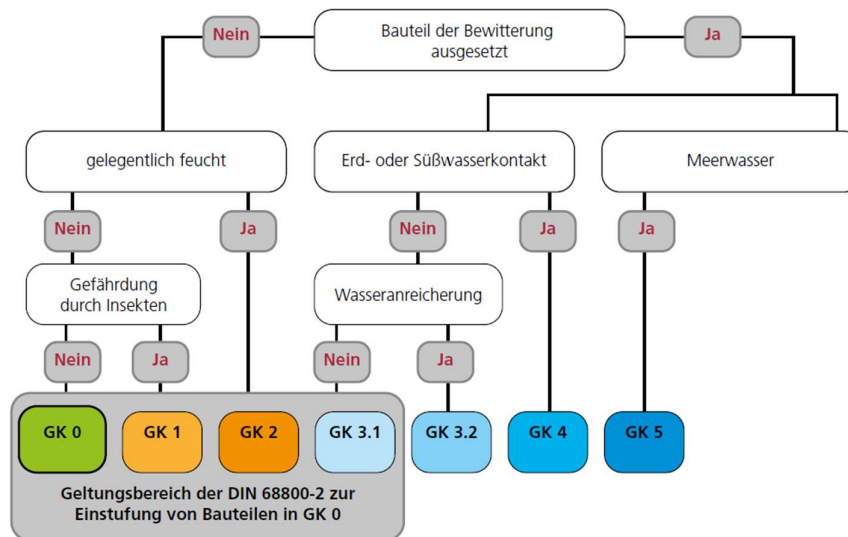 Nein
Bauteil der Bewitterung
ausgesetzt
Ja
gelegentlich feucht
Erd- oder Süßwasserkontakt
Meerwasser
Nein
Ja
Nein
Ja
Ja
Gefährdung
durch Insekten
Wasseranreicherung
Nein
Ja
Nein
Ja
GK 0
GK 1
GK 2
GK 3.1
GK 3.2
GK 4
GK 5
Geltungsbereich der DIN 68800-2 zur
Einstufung von Bauteilen in GK 0